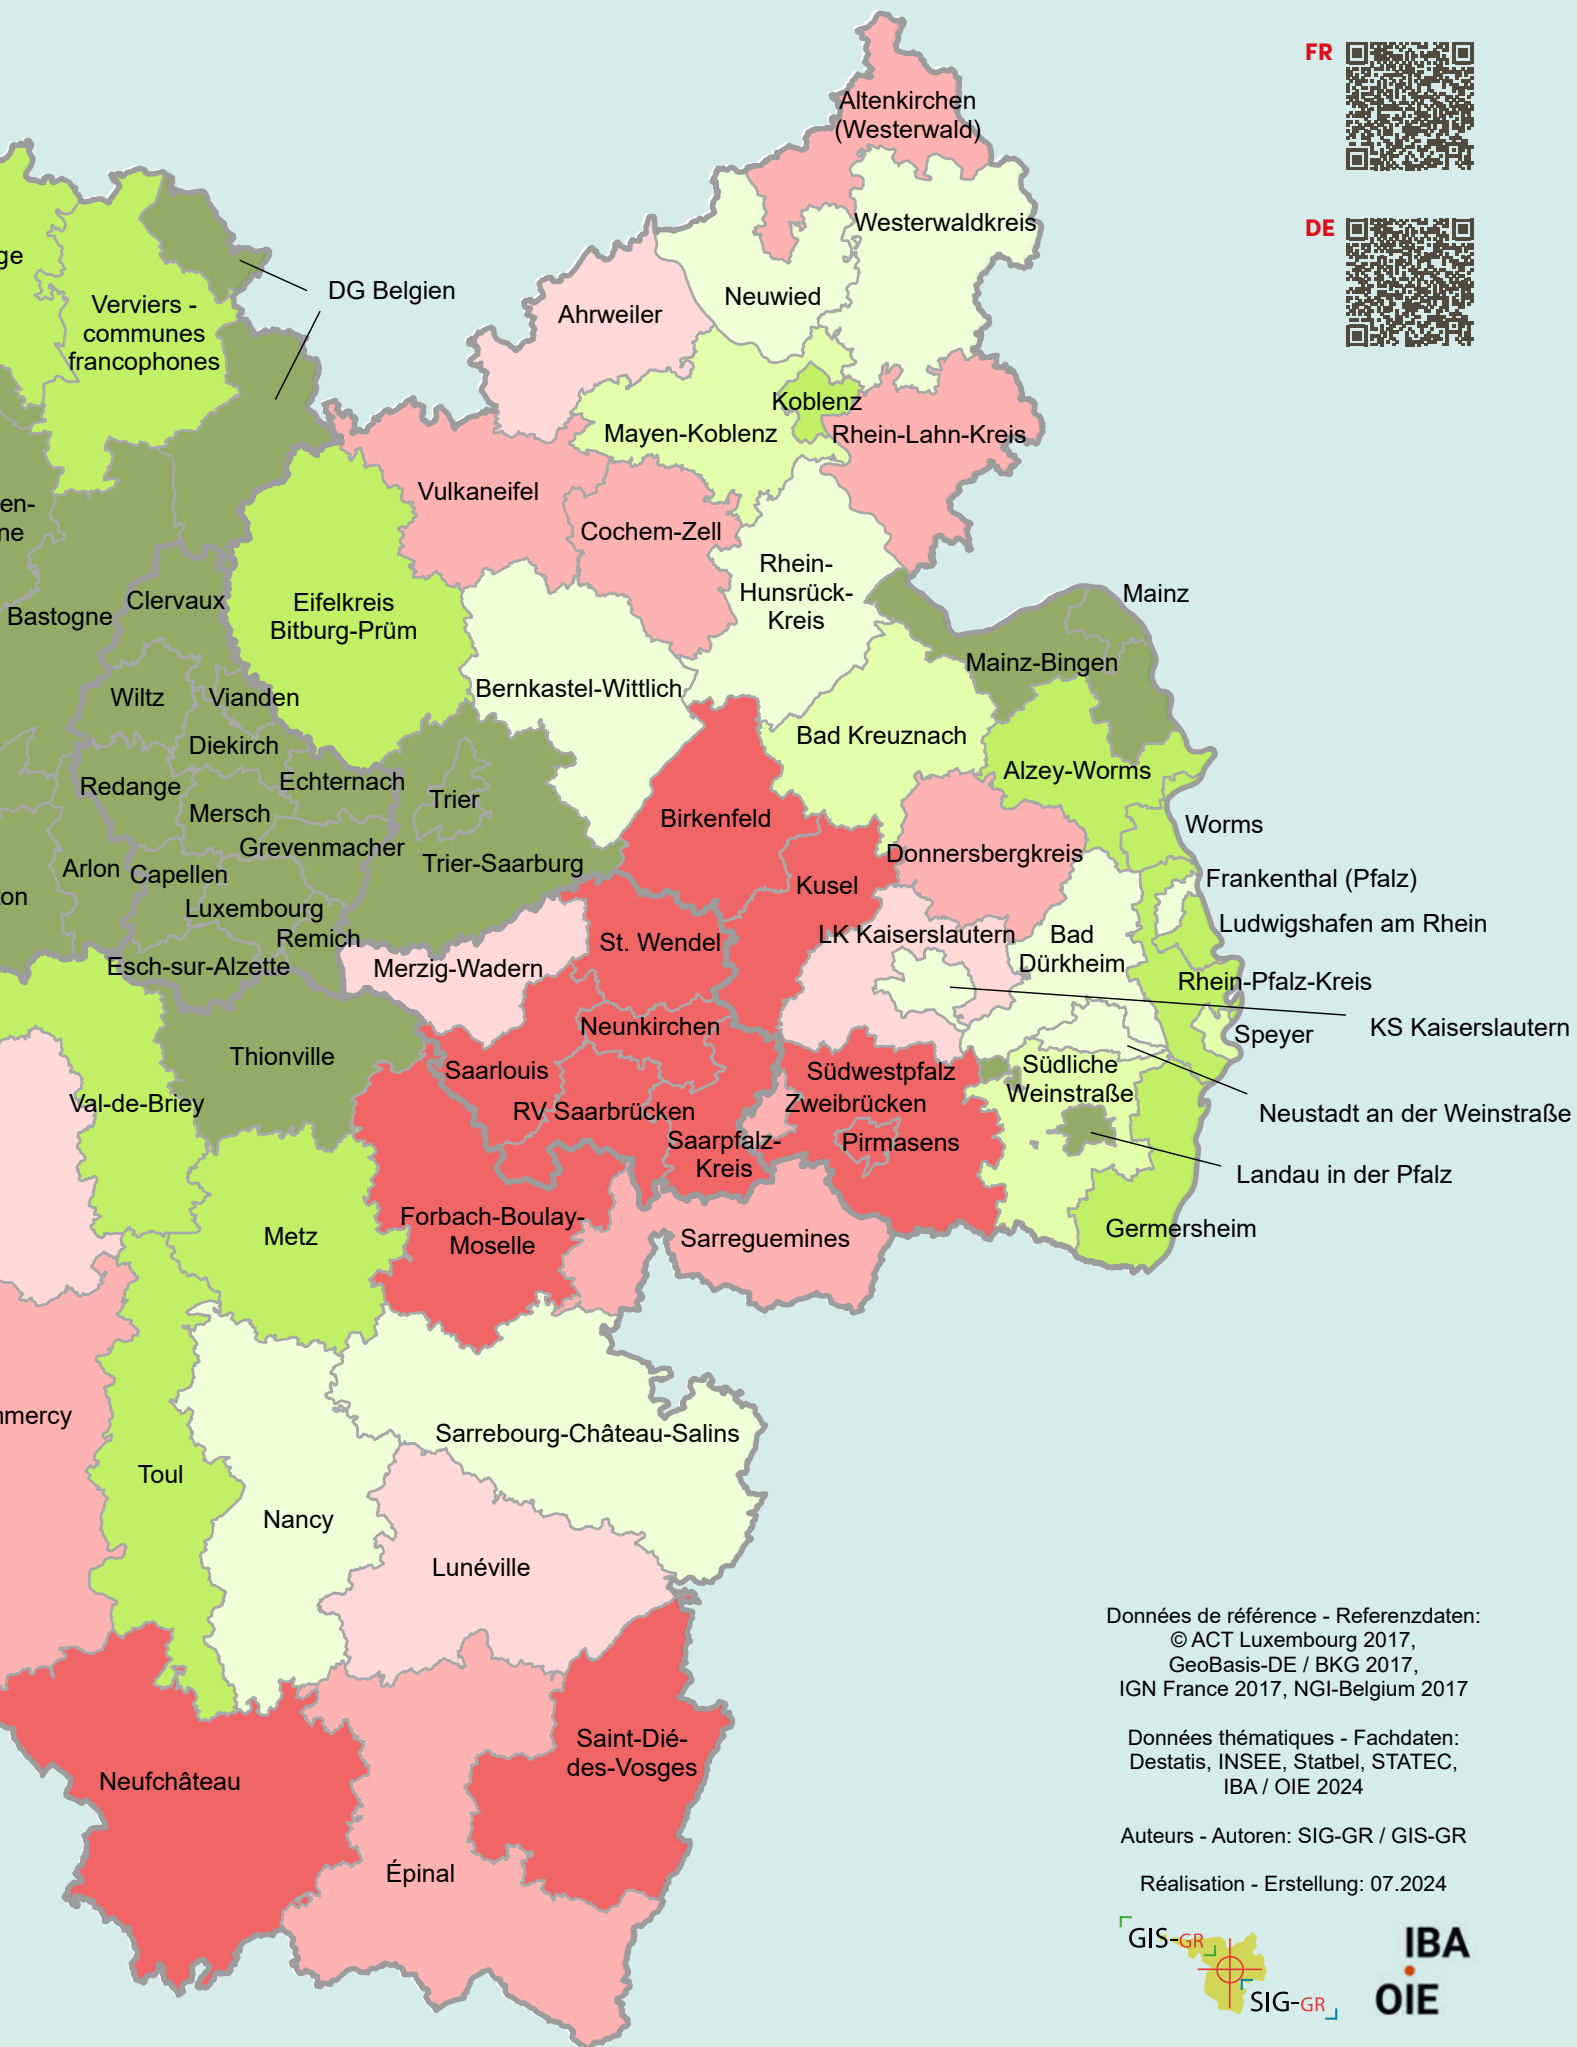 FR
Altenkirchen
(Westerwald)
Westerwaldkreis
DE
ge
DG Belgien
Verviers -
communes
francophones
Neuwied
Ahrweiler
Koblenz
Mayen-Koblenz
Rhein-Lahn-Kreis
Vulkaneifel
en-
ne
Cochem-Zell
Rhein-
Hunsrück-
Kreis
Mainz
Clervaux
Bastogne
Eifelkreis
Bitburg-Prüm
Mainz-Bingen
Wiltz
Vianden
Bernkastel-Wittlich
Diekirch
Bad Kreuznach
Redange
Echternach
Alzey-Worms
Mersch
Trier
Birkenfeld
Worms
Grevenmacher
Donnersbergkreis
Arlon
Capellen
Trier-Saarburg
Kusel
Frankenthal (Pfalz)
on
Luxembourg
Ludwigshafen am Rhein
Remich
St. Wendel
LK Kaiserslautern
Bad
Dürkheim
Esch-sur-Alzette
Merzig-Wadern
Rhein-Pfalz-Kreis
Neunkirchen
KS Kaiserslautern
Speyer
Thionville
Saarlouis
Südwestpfalz
Südliche
Weinstraße
Val-de-Briey
RV Saarbrücken
Zweibrücken
Neustadt an der Weinstraße
Saarpfalz-
Kreis
Pirmasens
Landau in der Pfalz
Metz
Forbach-Boulay-
Moselle
Sarreguemines
Germersheim
mercy
Sarrebourg-Château-Salins
Toul
Nancy
Lunéville
Données de référence - Referenzdaten:
© ACT Luxembourg 2017,
GeoBasis-DE / BKG 2017,
IGN France 2017, NGI-Belgium 2017
Saint-Dié-
des-Vosges
Données thématiques - Fachdaten:
Destatis, INSEE, Statbel, STATEC,
IBA / OIE 2024
Neufchâteau
Auteurs - Autoren: SIG-GR / GIS-GR
Épinal
Réalisation - Erstellung: 07.2024
GIS-GR
SIG-GR
IBA
OIE